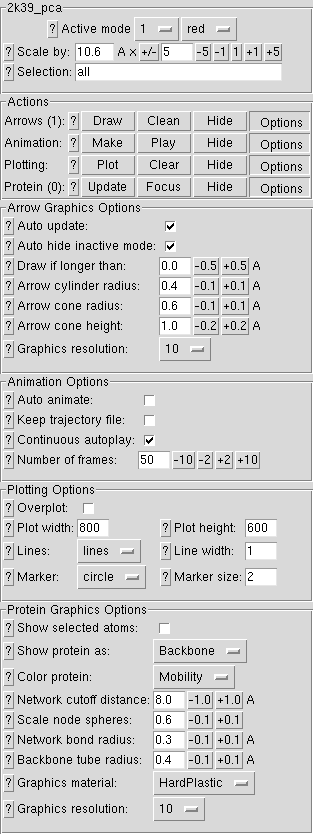 2k39_pca
? Active mode 1 red
? Scale by: 10.6 A x +/- 5 -5 -1 1 +1 +5
? Selection: all
Actions
Arrows (1): ? Draw Clean Hide Options
Animation: ? Make Play Hide Options
Plotting: ? Plot Clear Hide Options
Protein (0): ? Update Focus Hide Options
Arrow Graphics Options
? Auto update:
? Auto hide inactive mode:
? Draw if longer than: 0.0 -0.5 +0.5 A
? Arrow cylinder radius: 0.4 -0.1 +0.1 A
? Arrow cone radius: 0.6 -0.1 +0.1 A
? Arrow cone height: 1.0 -0.2 +0.2 A
? Graphics resolution: 10
Animation Options
? Auto animate:
? Keep trajectory file:
? Continuous autoplay:
? Number of frames: 50 -10 -2 +2 +10
Plotting Options
? Overplot:
? Plot width: 800 ? Plot height: 600
? Lines: lines ? Line width: 1
? Marker: circle ? Marker size: 2
Protein Graphics Options
? Show selected atoms:
? Show protein as: Backbone
? Color protein: Mobility
? Network cutoff distance: 8.0 -1.0 +1.0 A
? Scale node spheres: 0.6 -0.1 +0.1
? Network bond radius: 0.3 -0.1 +0.1 A
? Backbone tube radius: 0.4 -0.1 +0.1 A
? Graphics material: HardPlastic
? Graphics resolution: 10